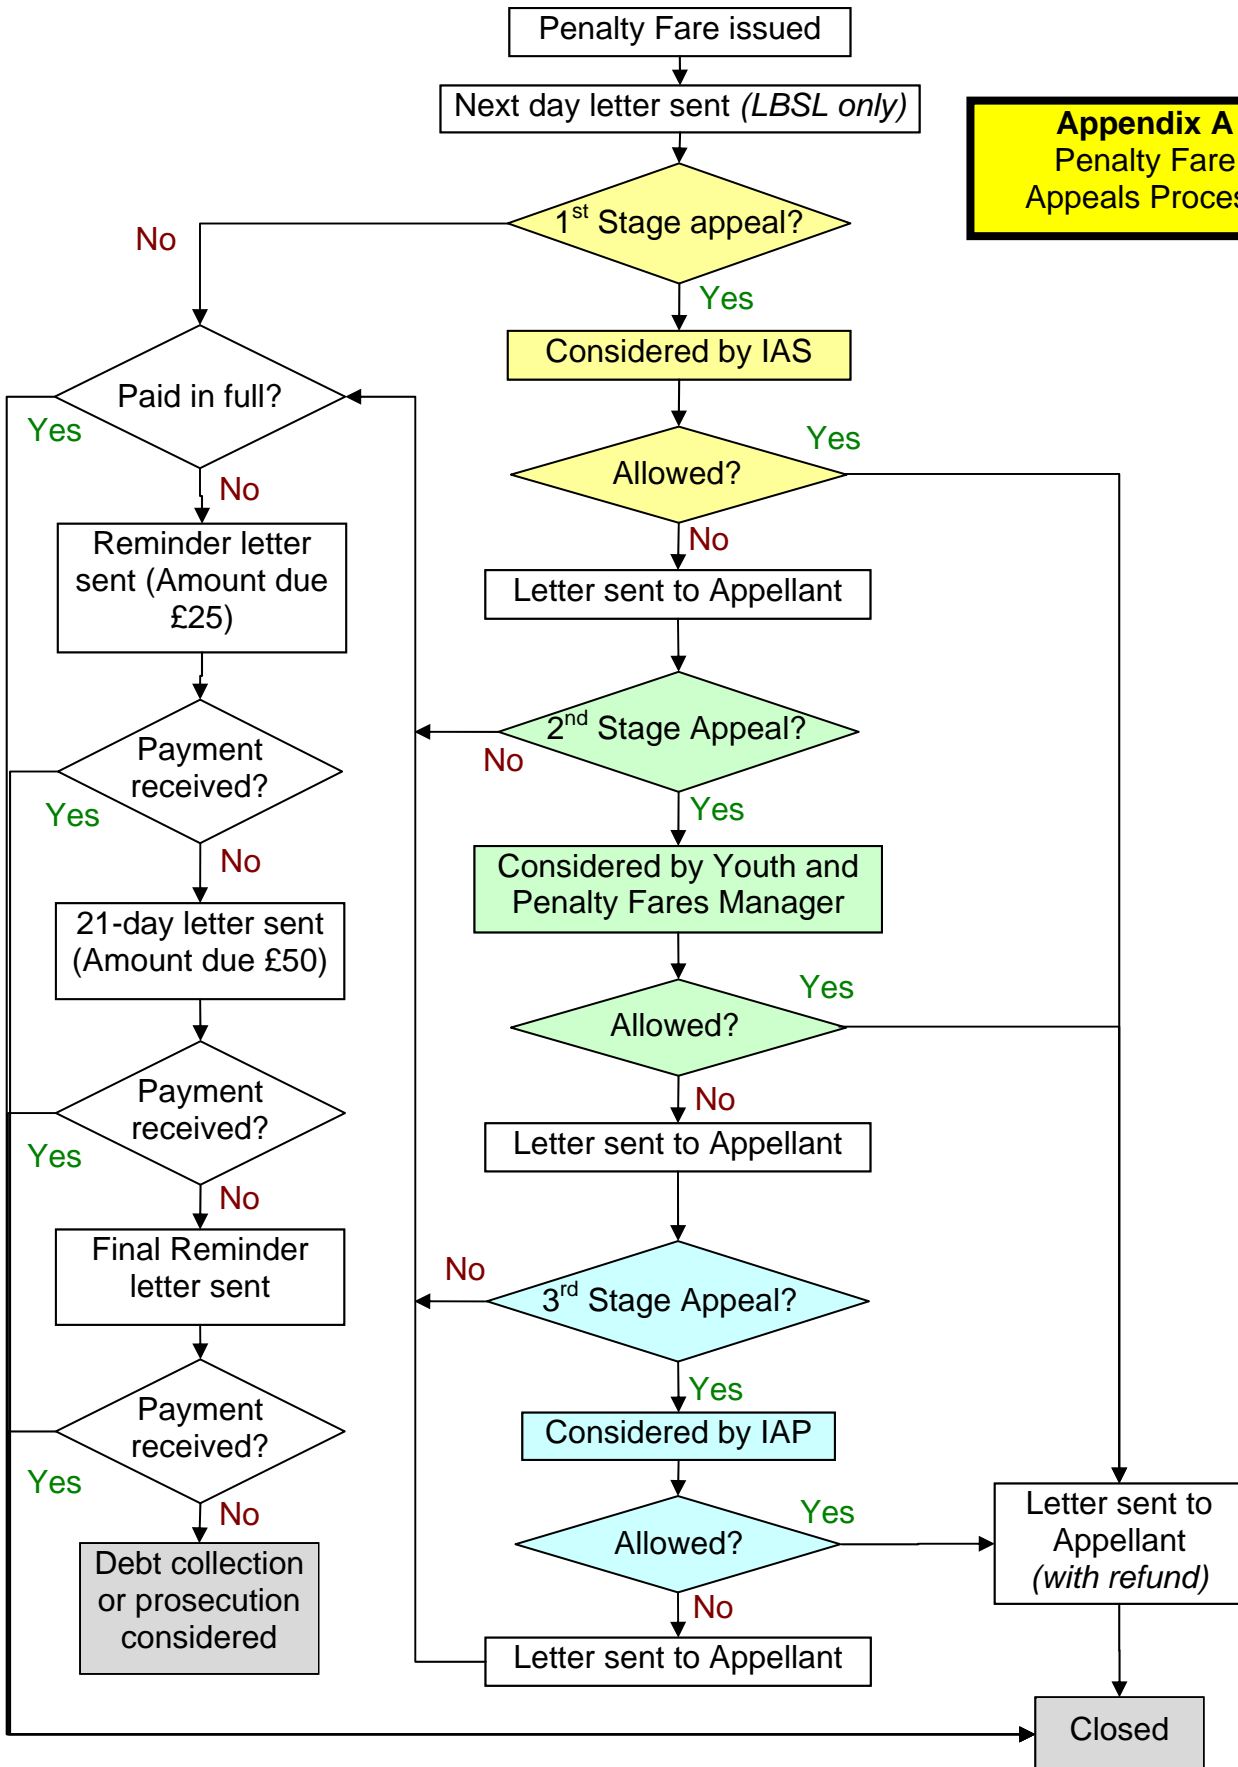 Penalty Fare issued
Next day letter sent (LBSL only)
Appendix A
Penalty Fare
Appeals Proces
1st Stage appeal?
No
Yes
Considered by IAS
Paid in full?
Yes
No
Allowed?
Yes
No
Reminder letter
sent (Amount due
£25)
Letter sent to Appellant
2nd Stage Appeal?
No
Yes
Payment
received?
Yes
No
Considered by Youth and
Penalty Fares Manager
21-day letter sent
(Amount due £50)
Allowed?
Yes
No
Payment
received?
Yes
No
Letter sent to Appellant
Final Reminder
letter sent
3rd Stage Appeal?
No
Yes
Payment
received?
Yes
No
Considered by IAP
Allowed?
Yes
No
Letter sent to
Appellant
(with refund)
Debt collection
or prosecution
considered
Letter sent to Appellant
Closed